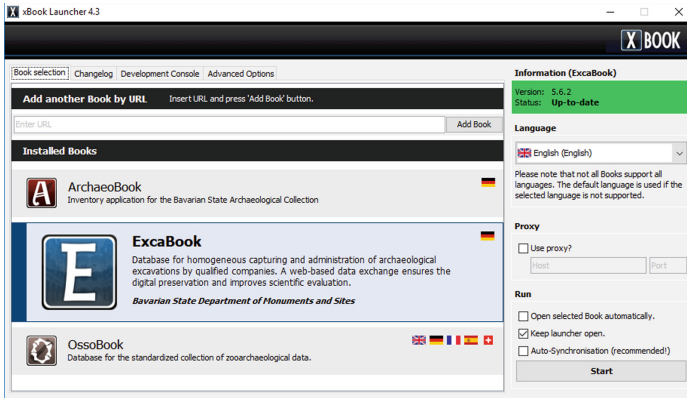 xBook Launcher 4.3
X BOOK
Book selection Changelog Development Console Advanced Options
Add another Book by URL Insert URL and press 'Add Book' button.
Enter URL Add Book
Installed Books
ArchaeoBook
Inventory application for the Bavarian State Archaeological Collection
ExcaBook
Database for homogeneous capturing and administration of archaeological
excavations by qualified companies. A web-based data exchange ensures the
digital preservation and improves scientific evaluation.
Bavarian State Department of Monuments and Sites
OssoBook
Database for the standardized collection of zooarchaeological data.
Information (ExcaBook)
Version: 5.6.2
Status: Up-to-date
Language
English (English)
Please note that not all Books support all
languages. The default language is used if the
selected language is not supported.
Proxy
Use proxy?
Host Port
Run
Open selected Book automatically.
Keep launcher open.
Auto-Synchronisation (recommended!)
Start